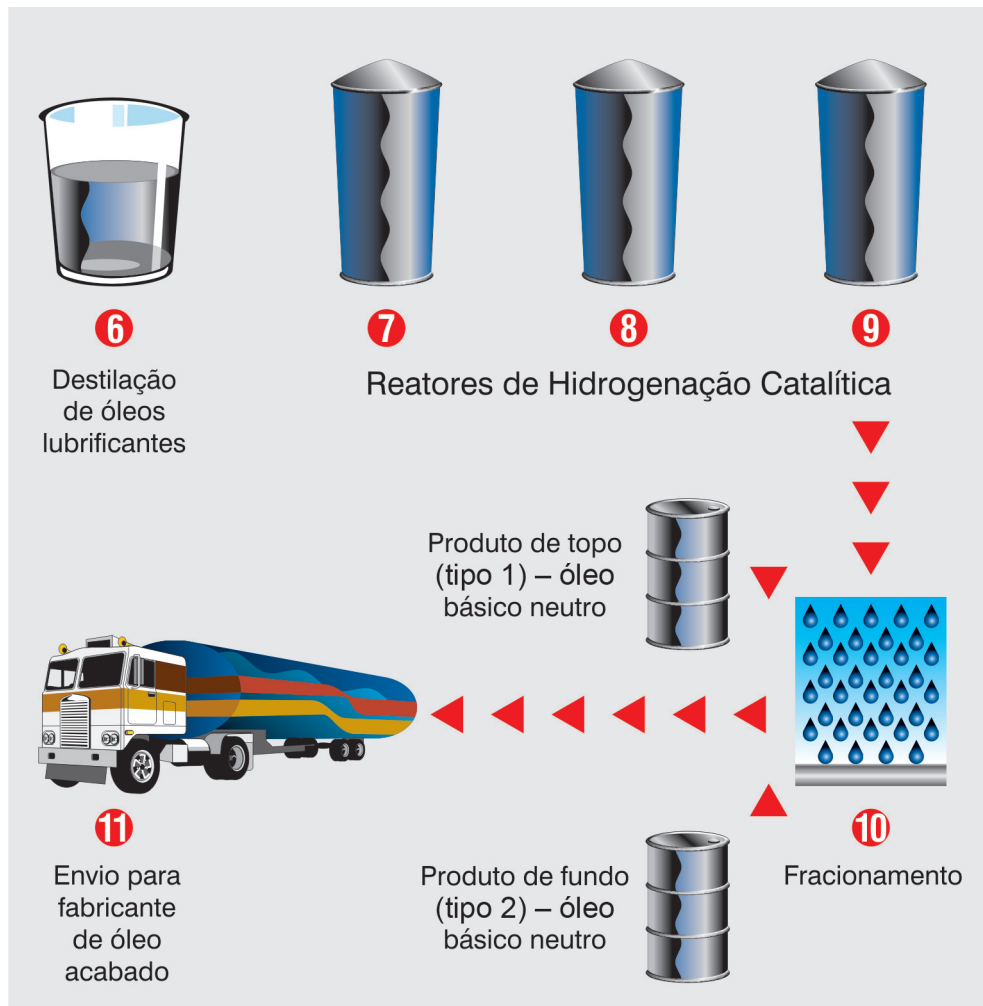 6
Destilação
de óleos
lubrificantes
7
8
9
Reatores de Hidrogenação Catalítica
Produto de topo
(tipo 1) – óleo
básico neutro
11
Envio para
fabricante
de óleo
acabado
Produto de fundo
(tipo 2) – óleo
básico neutro
10
Fracionamento